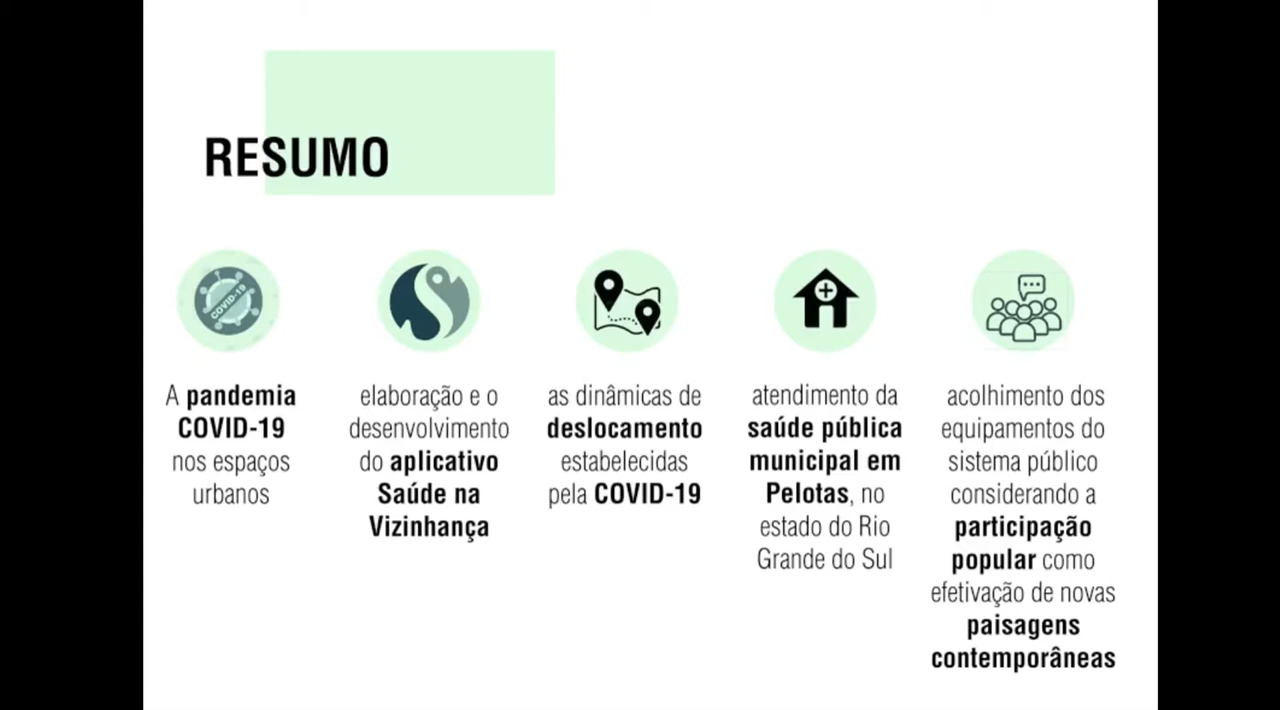 RESUMO
COVID-19
A pandemia
COVID-19
nos espaços
urbanos
elaboração e o
desenvolvimento
do aplicativo
Saúde na
Vizinhança
as dinâmicas de
deslocamento
estabelecidas
pela COVID-19
atendimento da
saúde pública
municipal em
Pelotas, no
estado do Rio
Grande do Sul
acolhimento dos
equipamentos do
sistema público
considerando a
participação
popular como
efetivação de novas
paisagens
contemporâneas